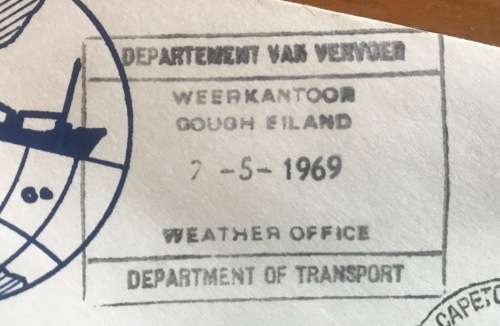 DEPARTEMENT VAN VERVOER
WEERKANTOOR
GOUGH EILAND
7 -5- 1969
WEATHER OFFICE
DEPARTMENT OF TRANSPORT